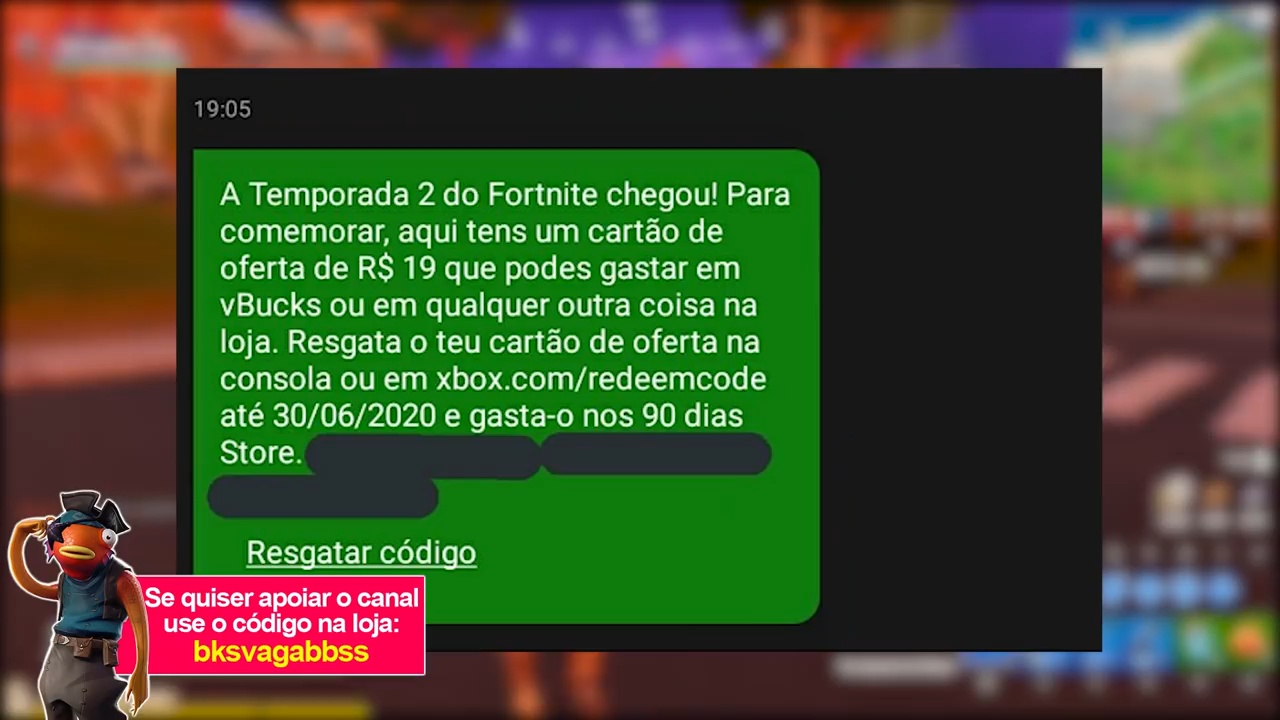 19:05
A Temporada 2 do Fortnite chegou! Para
comemorar, aqui tens um cartão de
oferta de R$ 19 que podes gastar em
vBucks ou em qualquer outra coisa na
loja. Resgata o teu cartão de oferta na
consola ou em xbox.com/redeemcode
até 30/06/2020 e gasta-o nos 90 dias
Store.
Resgatar código
Se quiser apoiar o canal
use o código na loja:
bksvagabbss